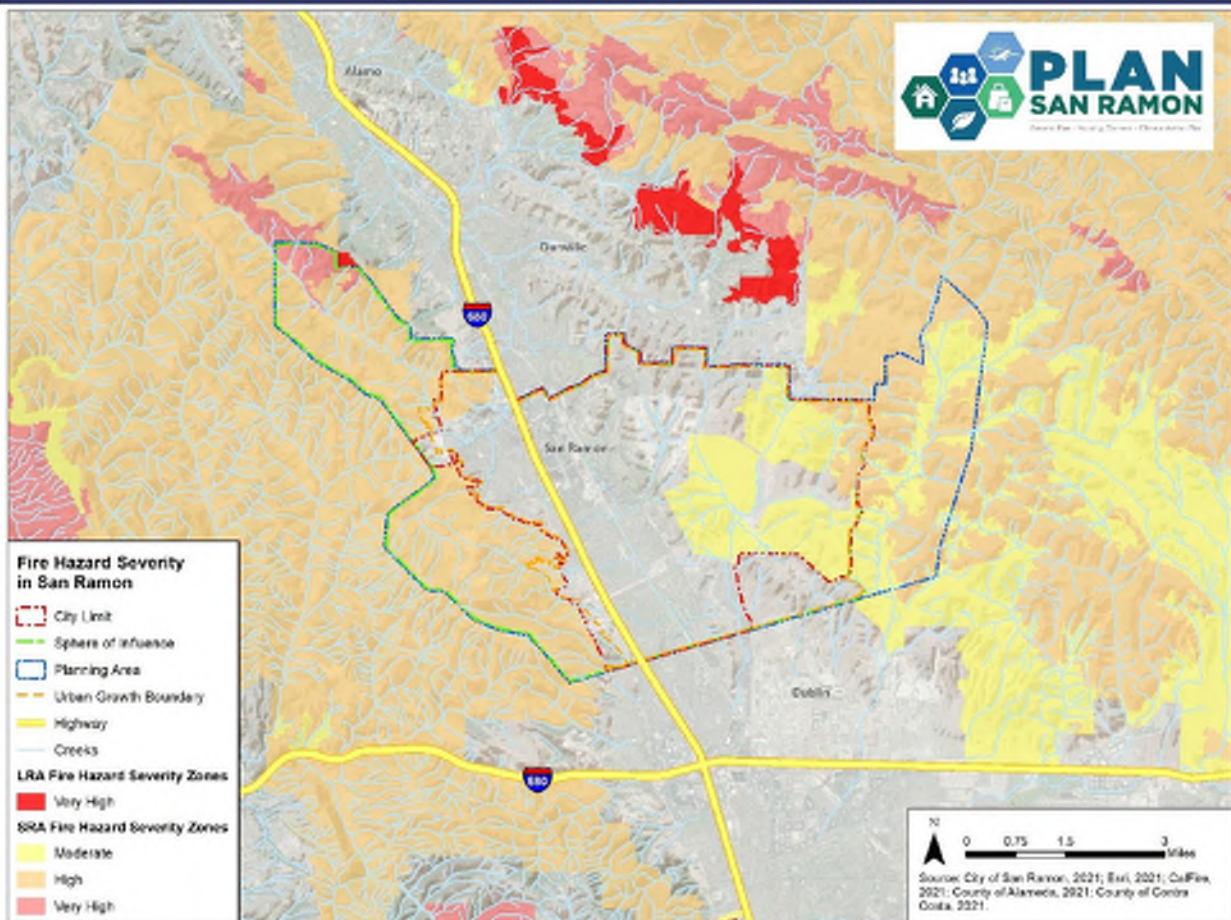 PLAN
SAN RAMON
Alamo
Danville
680
San Ramon
Dublin
Fire Hazard Severity
in San Ramon
City Limit
Sphere of Influence
Planning Area
Urban Growth Boundary
Highway
Creeks
LRA Fire Hazard Severity Zones
Very High
SRA Fire Hazard Severity Zones
Moderate
High
Very High
N
0 0.75 1.5 3
Miles
Source: City of San Ramon, 2021; Esri, 2021; CalFire,
2021; County of Alameda, 2021; County of Contra
Costa, 2021.